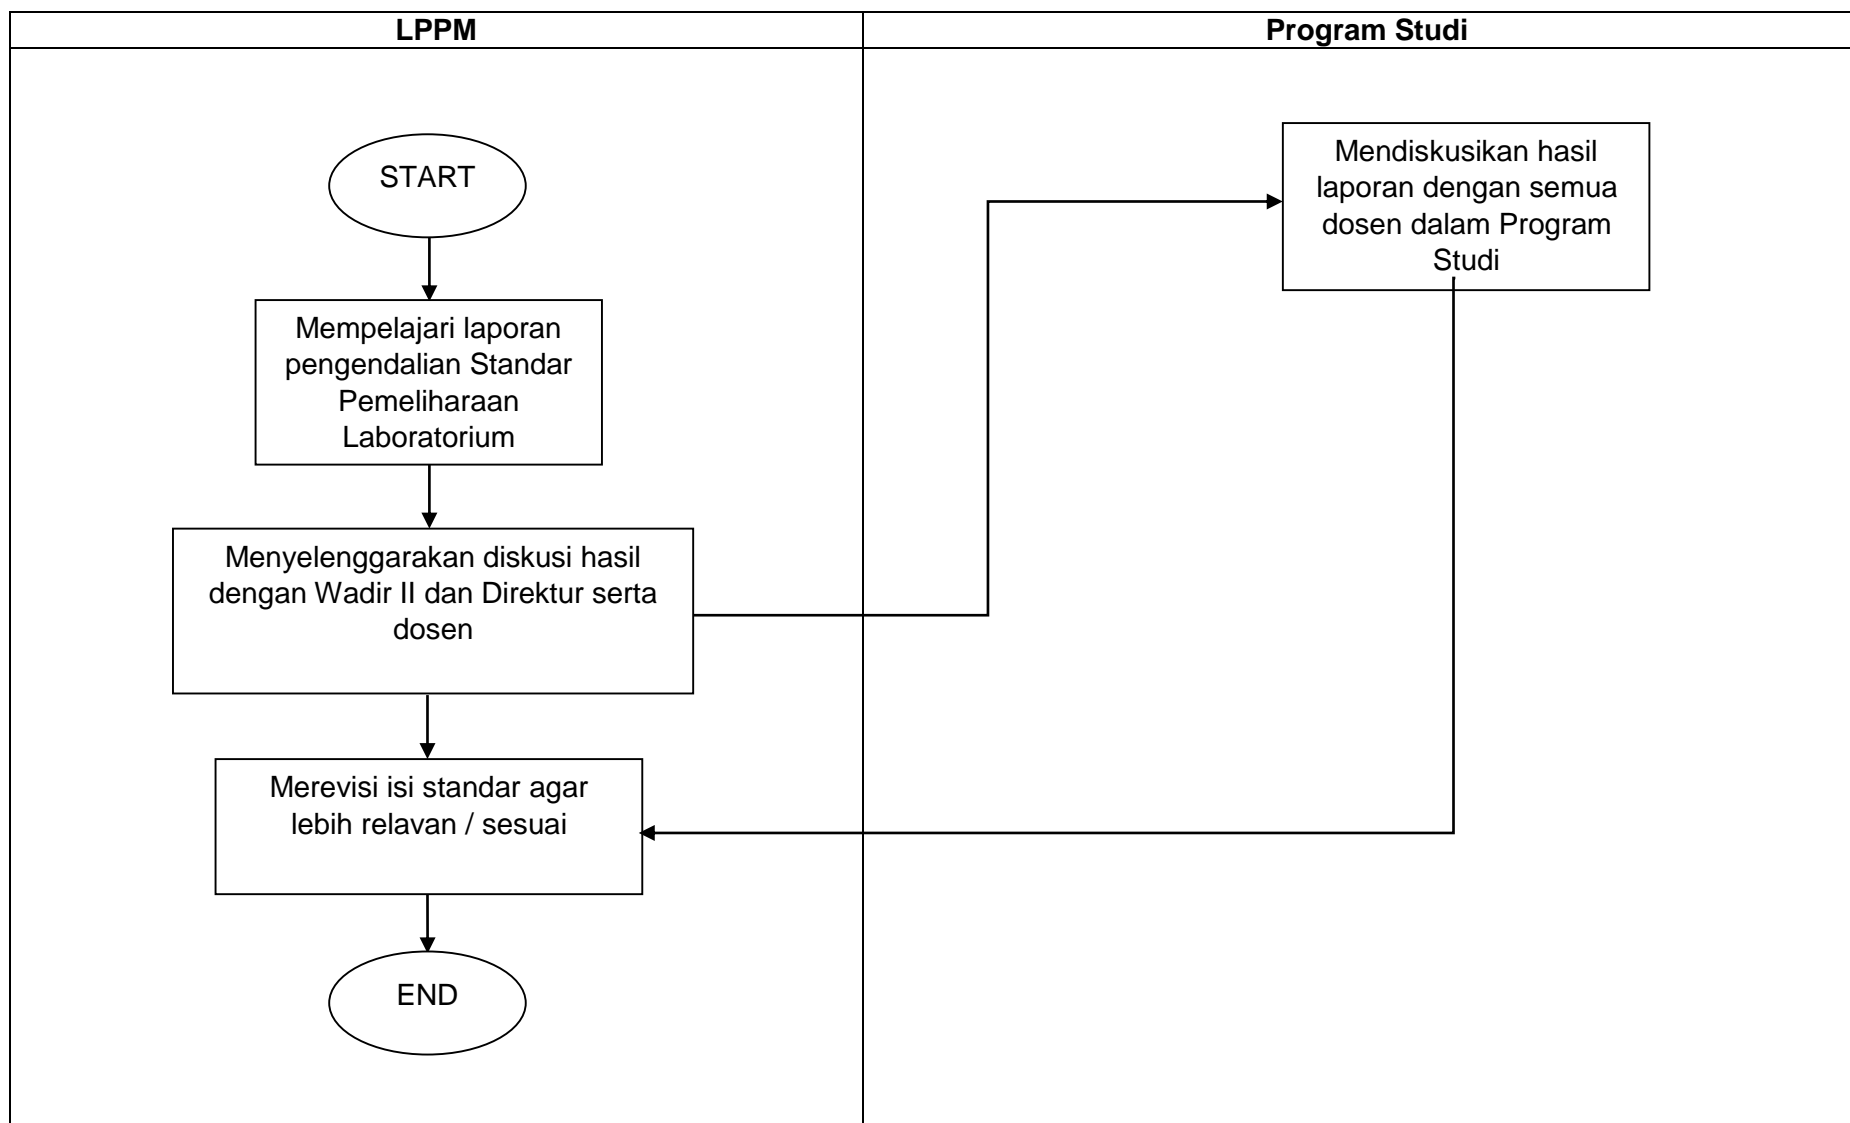 LPPM
Program Studi
START
Mempelajari laporan
pengendalian Standar
Pemeliharaan
Laboratorium
Menyelenggarakan diskusi hasil
dengan Wadir II dan Direktur serta
dosen
Merevisi isi standar agar
lebih relavan / sesuai
END
Mendiskusikan hasil
laporan dengan semua
dosen dalam Program
Studi